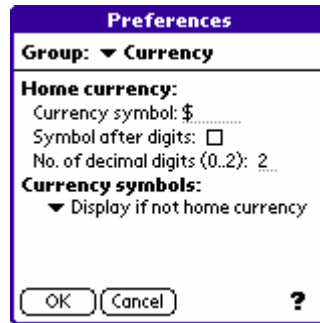 Preferences
Group: Currency
Home currency:
Currency symbol: $
Symbol after digits:
No. of decimal digits (0..2): 2
Currency symbols:
Display if not home currency
OK Cancel ?